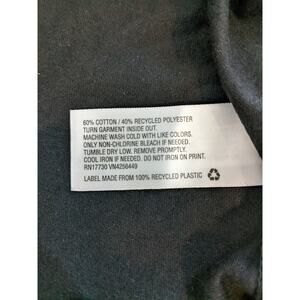 60% COTTON / 40% RECYCLED POLYESTER
TURN GARMENT INSIDE OUT.
MACHINE WASH COLD WITH LIKE COLORS.
ONLY NON-CHLORINE BLEACH IF NEEDED.
TUMBLE DRY LOW. REMOVE PROMPTLY.
COOL IRON IF NEEDED. DO NOT IRON ON PRINT.
RN17730 VN4256449
LABEL MADE FROM 100% RECYCLED PLASTIC